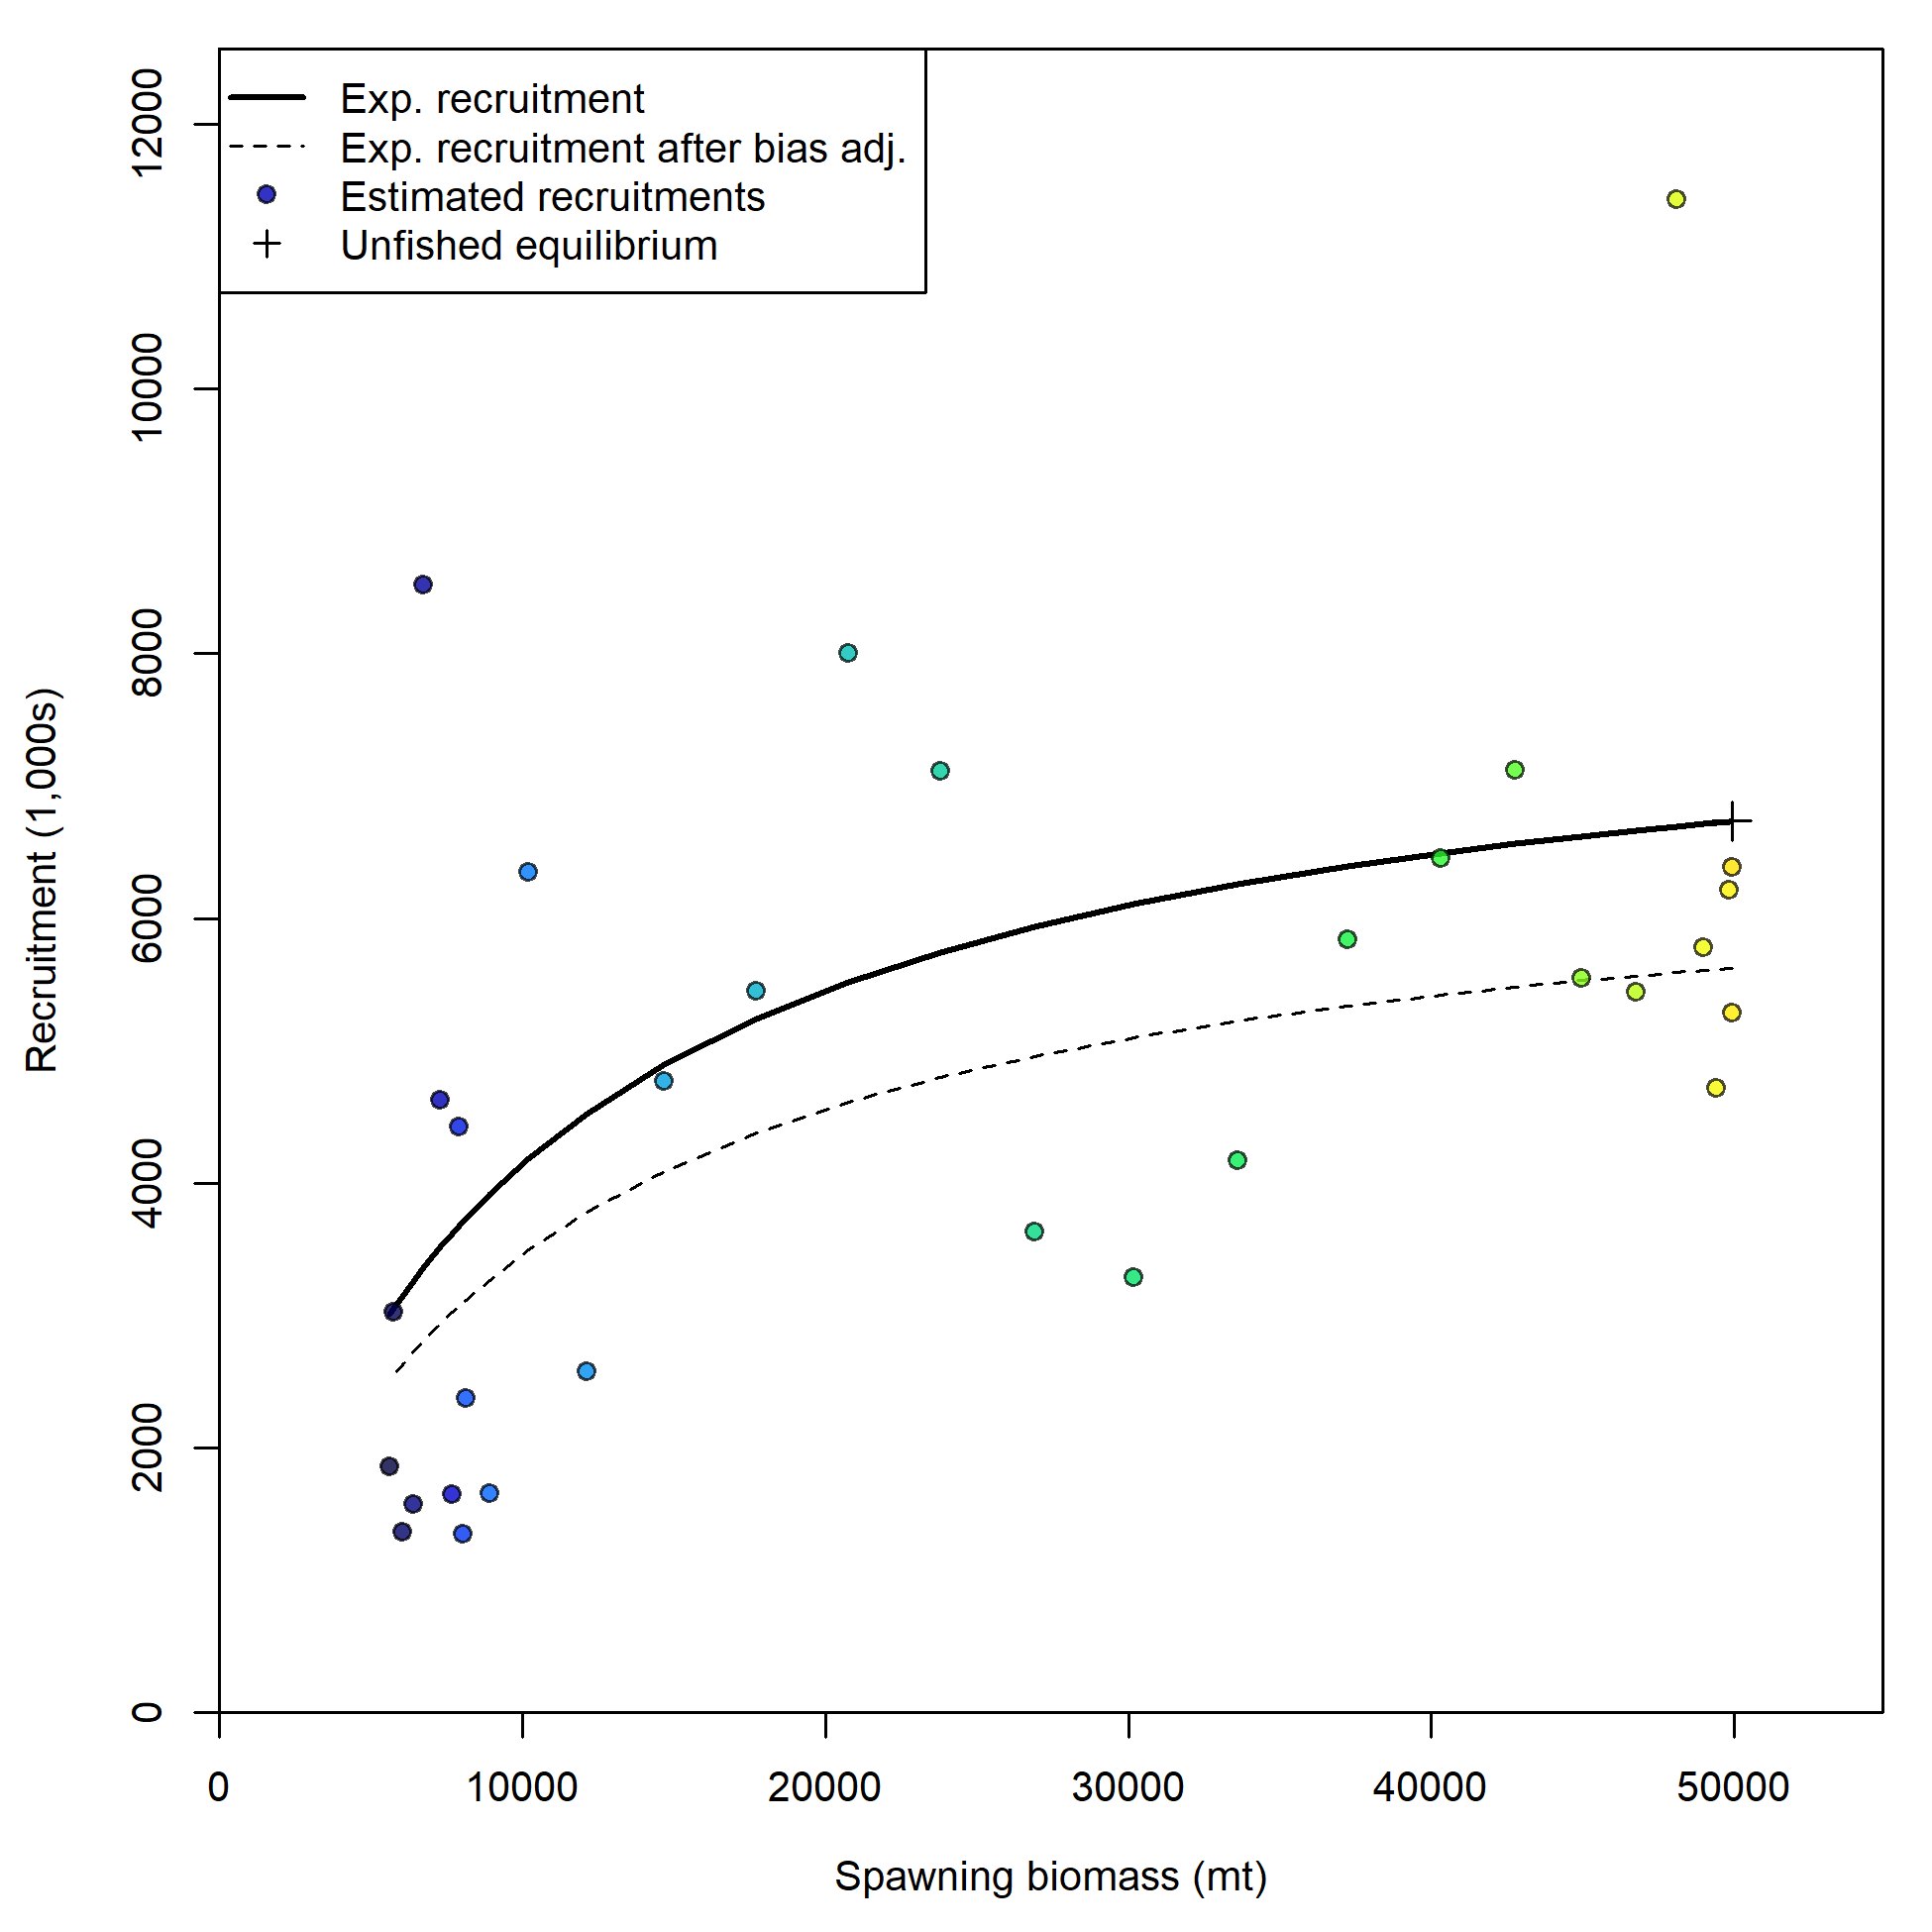 Exp. recruitment
Exp. recruitment after bias adj.
Estimated recruitments
Unfished equilibrium
12000
10000
8000
6000
4000
2000
0
Recruitment (1,000s)
0 10000 20000 30000 40000 50000
Spawning biomass (mt)